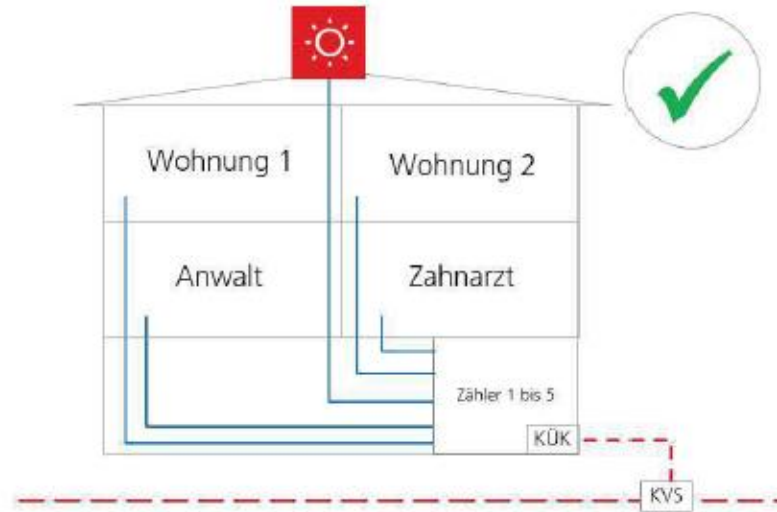 Wohnung 1
Wohnung 2
Anwalt
Zahnarzt
Zähler 1 bis 5
KÜK
KVS